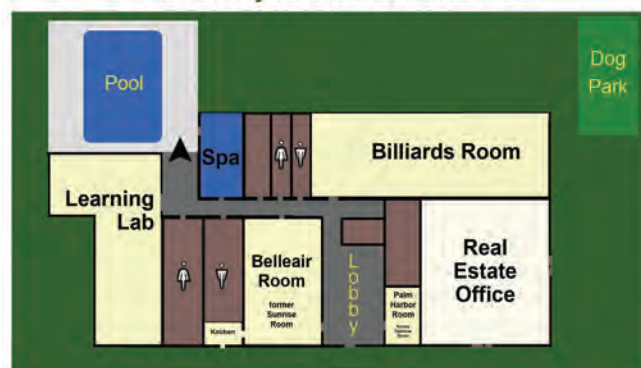 Pool
Dog
Park
Spa
Billiards Room
Learning
Lab
Belleair
Room
former
Sunrise
Room
Lobby
Real
Estate
Office
Palm
Harbor
Room
Kitchen